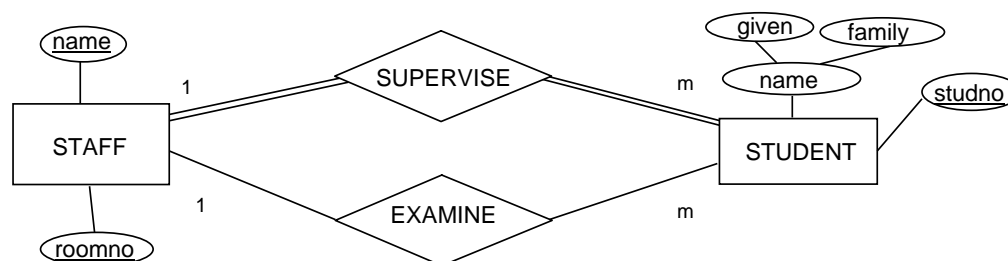 name
given
family
1
SUPERVISE
m
name
studno
STAFF
STUDENT
1
EXAMINE
m
roomno